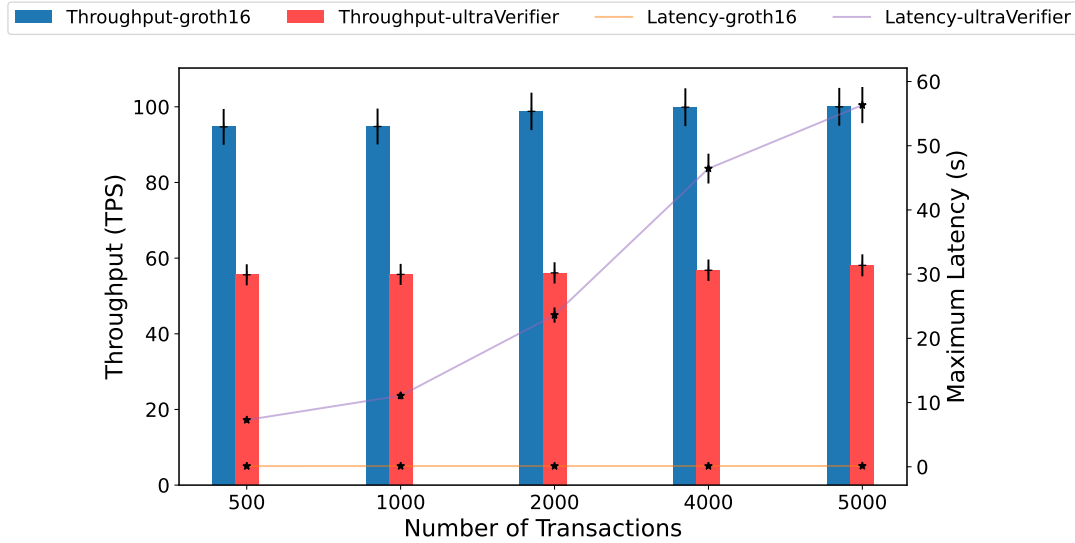 Throughput-groth16 Throughput-ultraVerifier Latency-groth16 Latency-ultraVerifier
Throughput (TPS)
100
80
60
40
20
0
500 1000 2000 4000 5000
Number of Transactions
60
50
40
30
20
10
0
Maximum Latency (s)